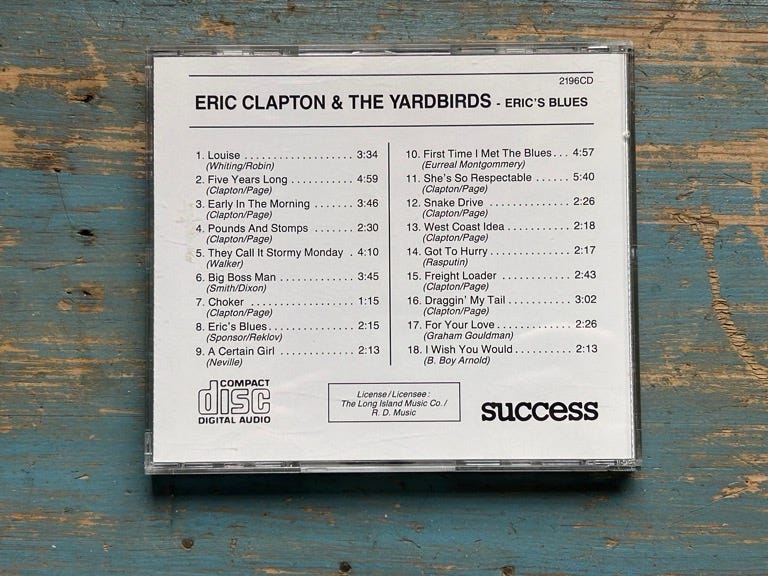 2196CD
ERIC CLAPTON & THE YARDBIRDS - ERIC'S BLUES
1. Louise . . . . . . . . . . . . . . . . . . 3:34
(Whiting/Robin)
2. Five Years Long . . . . . . . . . . 4:59
(Clapton/Page)
3. Early In The Morning . . . . . . . 3:46
(Clapton/Page)
4. Pounds And Stomps . . . . . . . 2:30
(Clapton/Page)
5. They Call It Stormy Monday . 4:10
(Walker)
6. Big Boss Man . . . . . . . . . . . . 3:45
(Smith/Dixon)
7. Choker . . . . . . . . . . . . . . . . . 1:15
(Clapton/Page)
8. Eric's Blues . . . . . . . . . . . . . . 2:15
(Sponsor/Reklov)
9. A Certain Girl . . . . . . . . . . . . 2:13
(Neville)
10. First Time I Met The Blues . . . 4:57
(Eurreal Montgommery)
11. She's So Respectable . . . . . . 5:40
(Clapton/Page)
12. Snake Drive . . . . . . . . . . . . . 2:26
(Clapton/Page)
13. West Coast Idea . . . . . . . . . . 2:18
(Clapton/Page)
14. Got To Hurry . . . . . . . . . . . . . 2:17
(Rasputin)
15. Freight Loader . . . . . . . . . . . 2:43
(Clapton/Page)
16. Draggin' My Tail . . . . . . . . . . 3:02
(Clapton/Page)
17. For Your Love . . . . . . . . . . . . 2:26
(Graham Gouldman)
18. I Wish You Would . . . . . . . . . 2:13
(B. Boy Arnold)
COMPACT
disc
DIGITAL AUDIO
License / Licensee :
The Long Island Music Co. /
R. D. Music
success